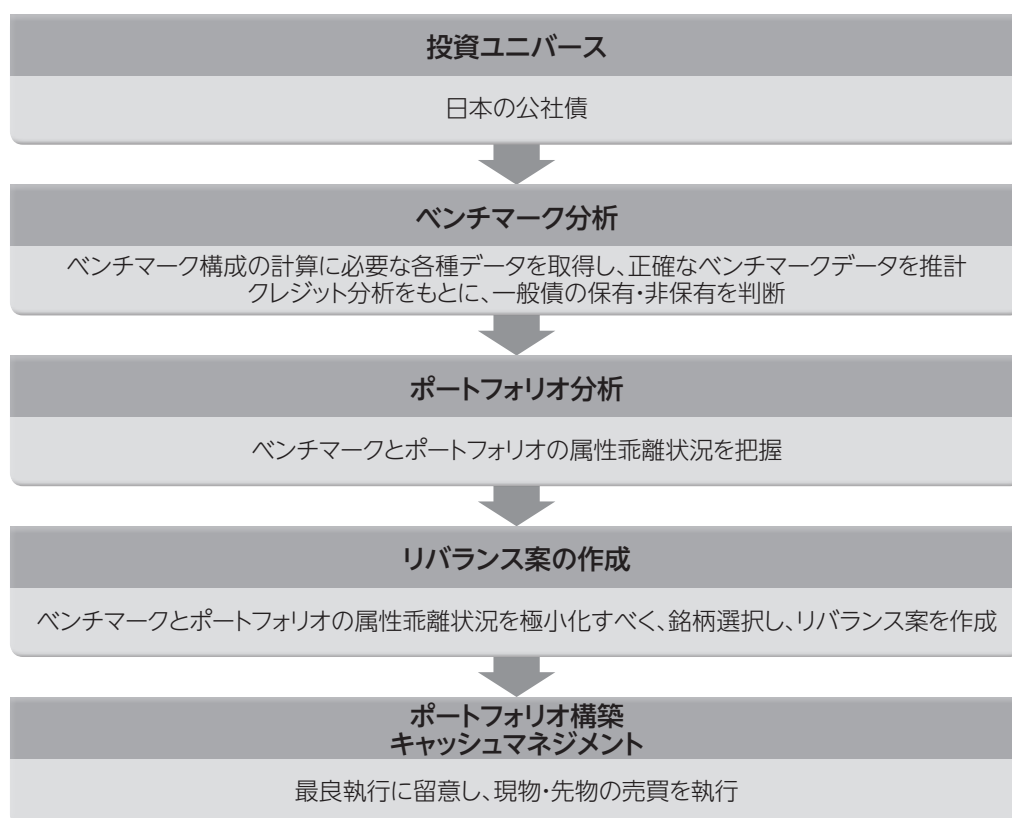 投資ユニバース
日本の公社債
ベンチマーク分析
ベンチマーク構成の計算に必要な各種データを取得し、正確なベンチマークデータを推計
クレジット分析をもとに、一般債の保有・非保有を判断
ポートフォリオ分析
ベンチマークとポートフォリオの属性乖離状況を把握
リバランス案の作成
ベンチマークとポートフォリオの属性乖離状況を極小化すべく、銘柄選択し、リバランス案を作成
ポートフォリオ構築
キャッシュマネジメント
最良執行に留意し、現物・先物の売買を執行